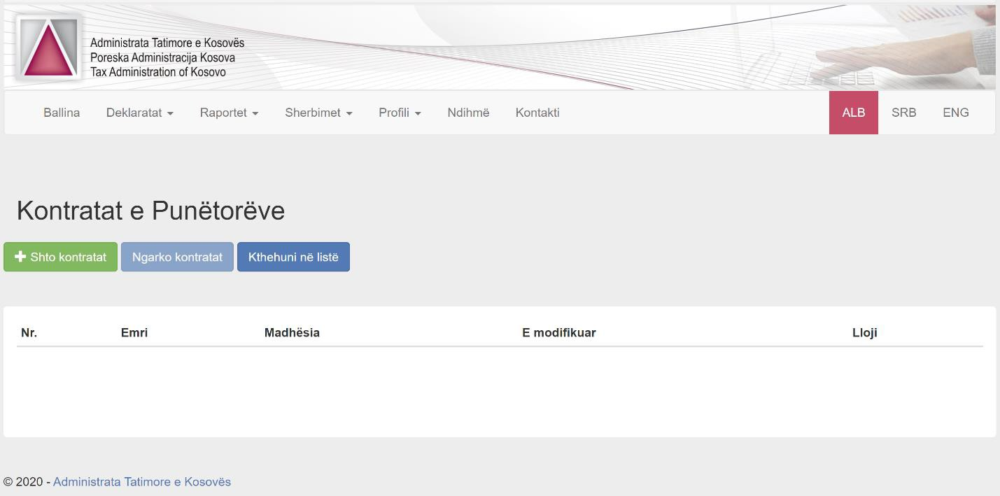 Administrata Tatimore e Kosovës
Poreska Administracija Kosova
Tax Administration of Kosovo
Ballina Deklaratat Raportet Sherbimet Profili Ndihmë Kontakti ALB SRB ENG
Kontratat e Punëtorëve
Shto kontratat Ngarko kontratat Kthehuni në listë
Nr. Emri Madhësia E modifikuar Lloji
© 2020 - Administrata Tatimore e Kosovës